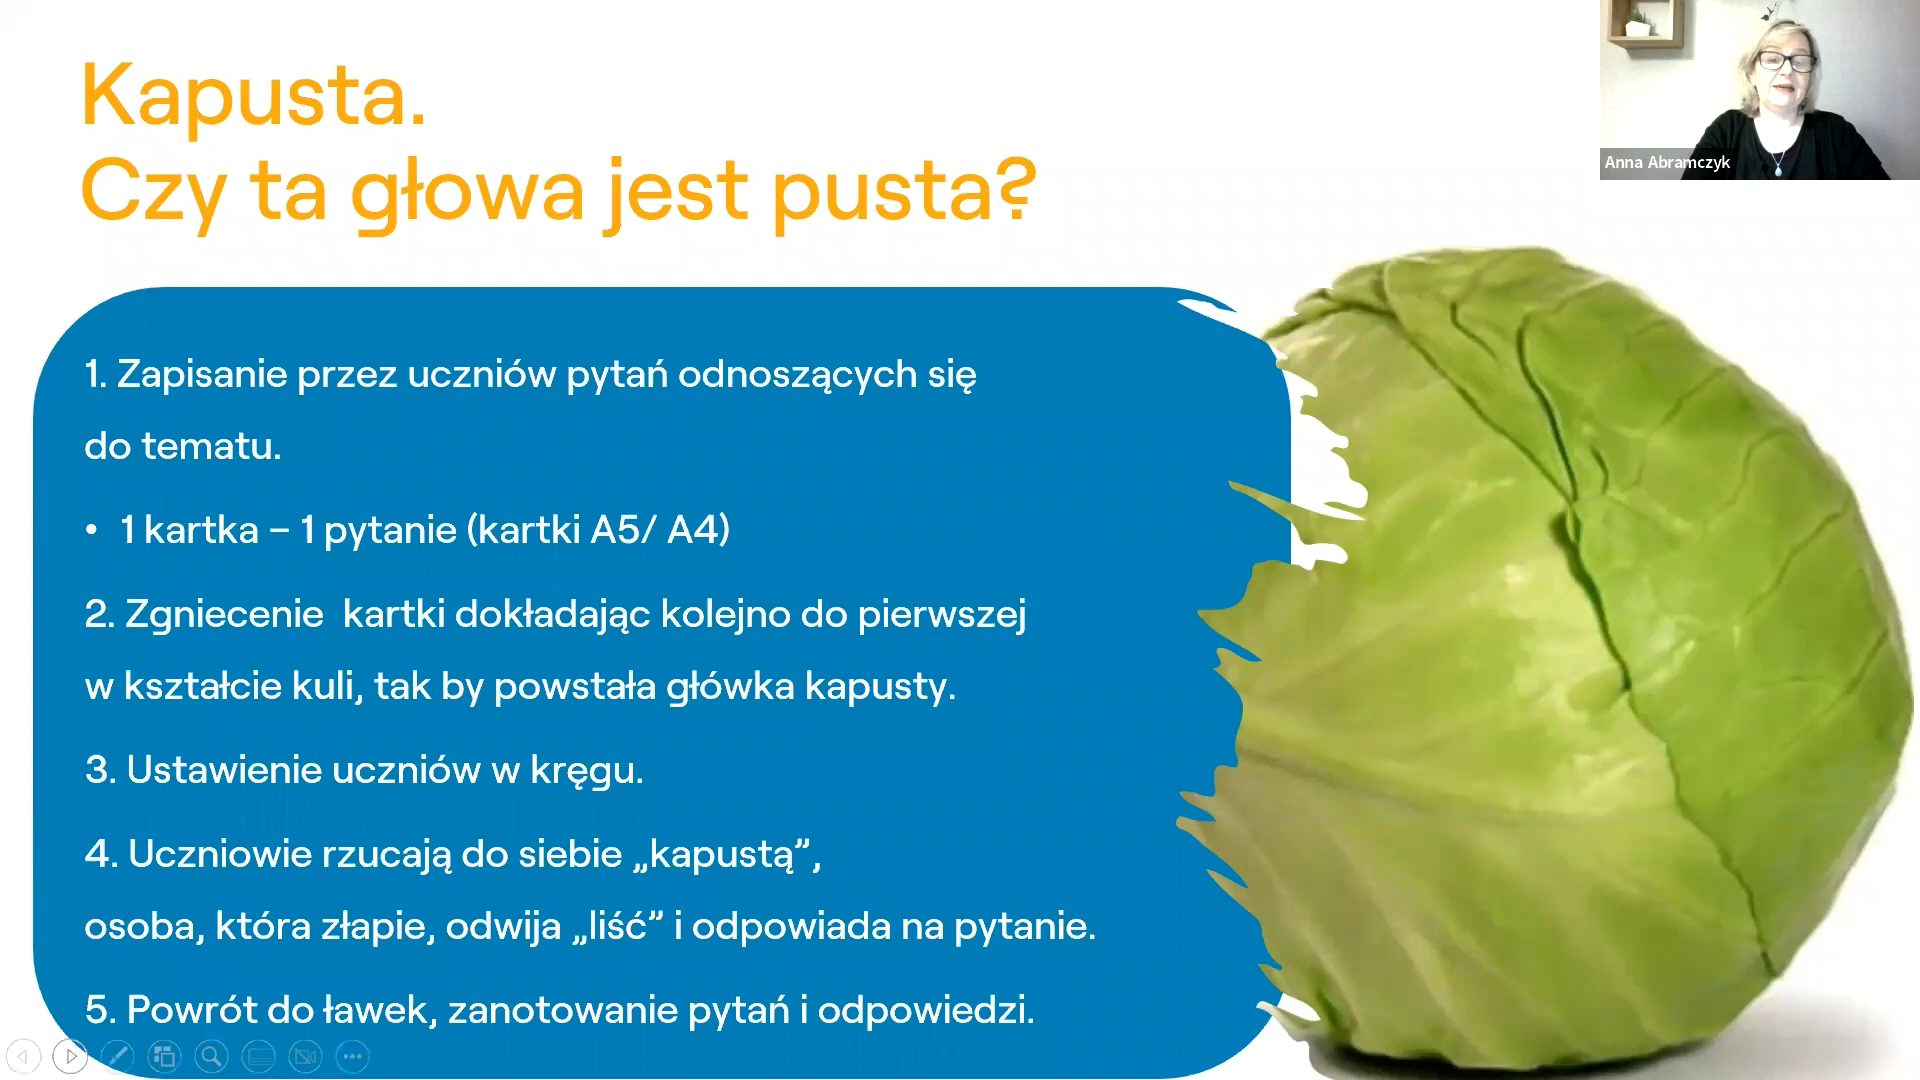 Kapusta.
Czy ta głowa jest pusta?
Anna Abramczyk
1. Zapisanie przez uczniów pytań odnoszących się
do tematu.
• 1 kartka – 1 pytanie (kartki A5/ A4)
2. Zgniecenie  kartki dokładając kolejno do pierwszej
w kształcie kuli, tak by powstała główka kapusty.
3. Ustawienie uczniów w kręgu.
4. Uczniowie rzucają do siebie „kapustą”,
osoba, która złapie, odwija „liść” i odpowiada na pytanie.
5. Powrót do ławek, zanotowanie pytań i odpowiedzi.